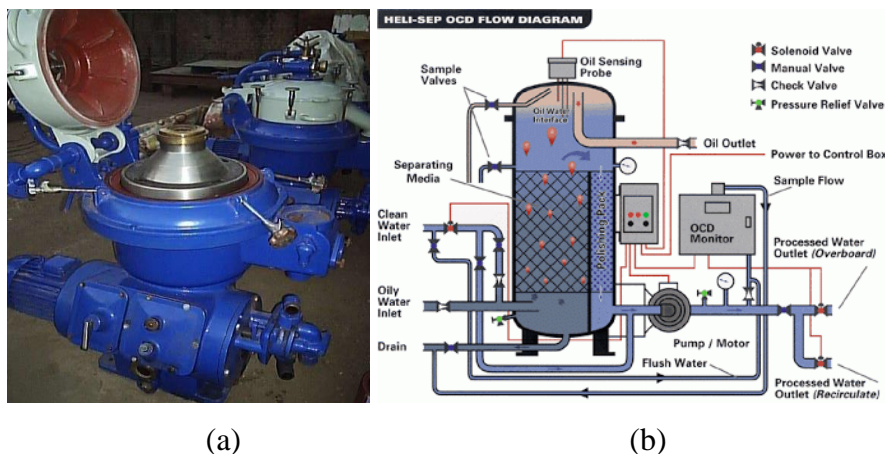 HELI-SEP OCD FLOW DIAGRAM
Solenoid Valve
Manual Valve
Check Valve
Pressure Relief Valve
Sample
Valves
Oil Sensing
Probe
Oil Water
Interface
Oil Outlet
Separating
Media
Power to Control Box
Sample Flow
Polishing Pack
Clean
Water
Inlet
OCD
Monitor
Processed Water
Outlet (Overboard)
Oily
Water
Inlet
Drain
Pump / Motor
Flush Water
Processed Water
Outlet (Recirculate)
(a)
(b)